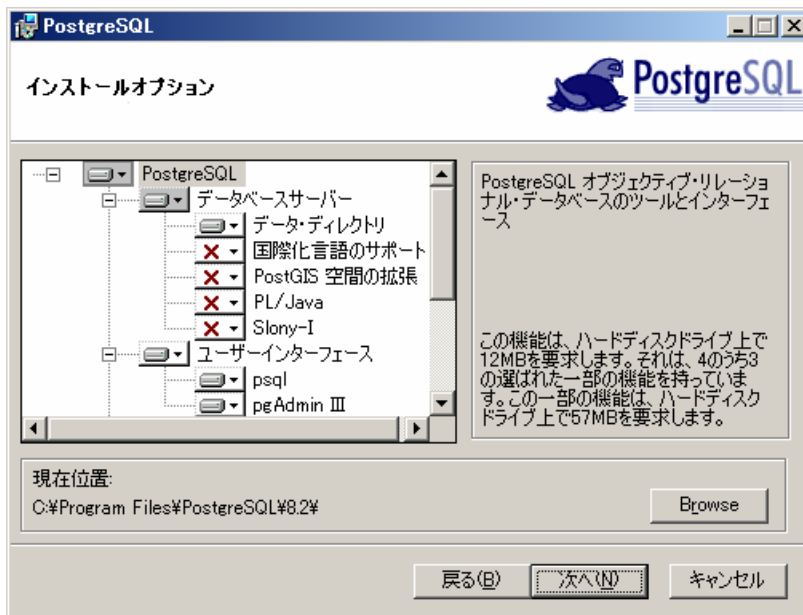 PostgreSQL
インストールオプション
PostgreSQL
PostgreSQL
データベースサーバー
データ・ディレクトリ
国際化言語のサポート
PostGIS 空間の拡張
PL/Java
Slony-I
ユーザーインターフェース
psql
pgAdmin III
PostgreSQL オブジェクティブ・リレーショ
ナル・データベースのツールとインターフェ
ース
この機能は、ハードディスクドライブ上で
12MBを要求します。それは、4のうち3
の選ばれた一部の機能を持っていま
す。この一部の機能は、ハードディスク
ドライブ上で57MBを要求します。
現在位置:
C:¥Program Files¥PostgreSQL¥8.2¥
Browse
戻る(B)
次へ(N)
キャンセル